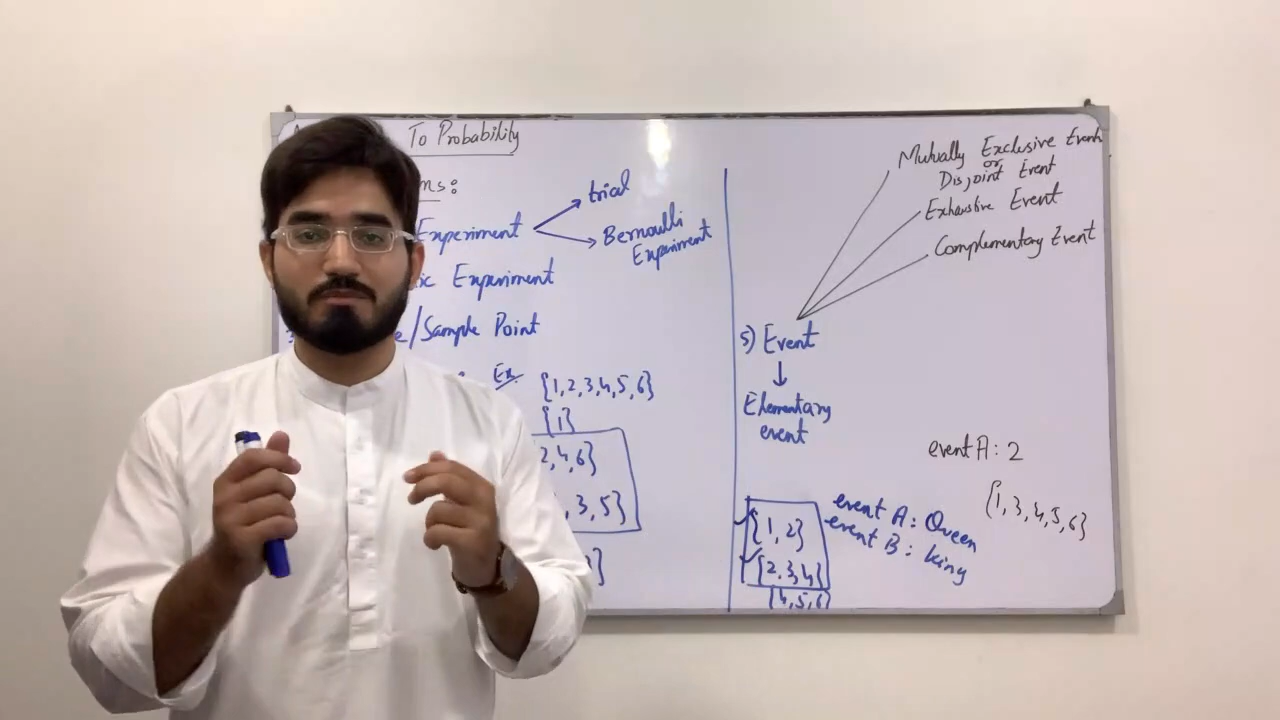 To Probability
ms:
Experiment
trial
Bernoulli
Experiment
ic Experiment
e/Sample Point
Ex.
{1,2,3,4,5,6}
{1}
2,4,6}
,3,5}
}
Mutually Exclusive Event
or
Disjoint Event
Exhaustive Event
Complementary Event
5) Event
Elementary
event
event A: 2
{1,3,4,5,6}
{1,2}
{2,3,4}
{4,5,6
event A: Queen
event B: king